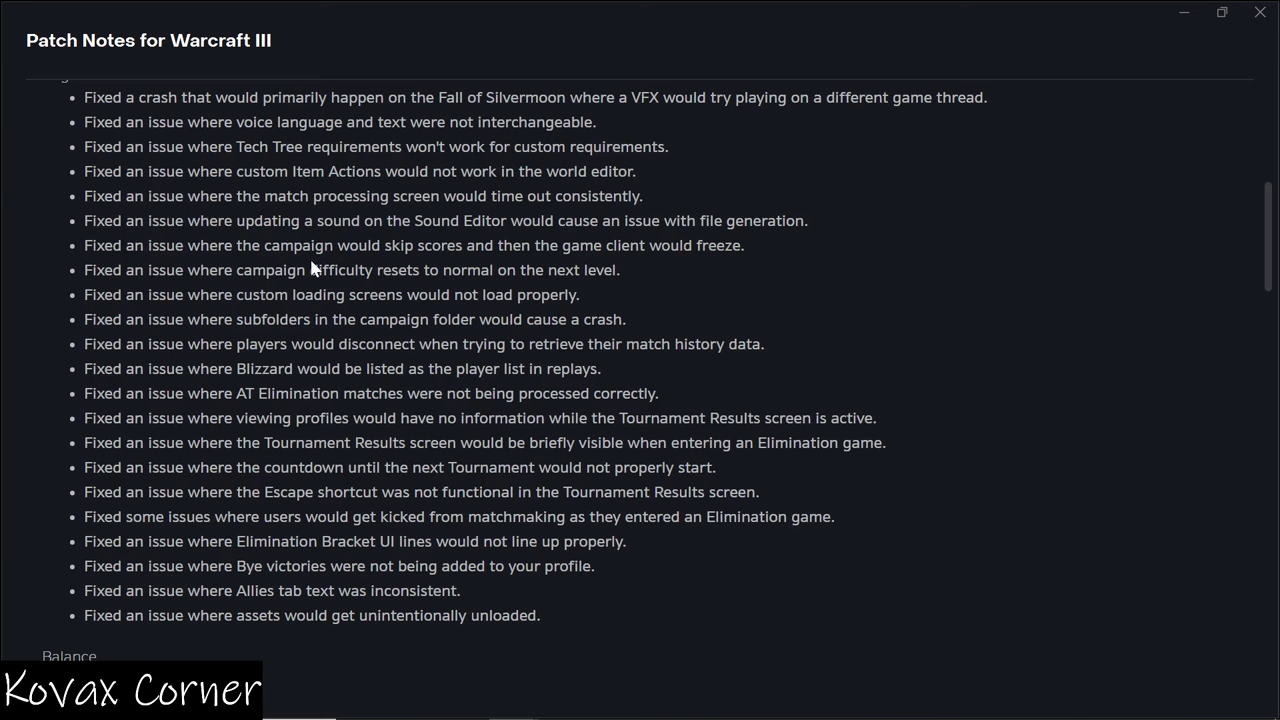 Patch Notes for Warcraft III
Fixed a crash that would primarily happen on the Fall of Silvermoon where a VFX would try playing on a different game thread.
Fixed an issue where voice language and text were not interchangeable.
Fixed an issue where Tech Tree requirements won't work for custom requirements.
Fixed an issue where custom Item Actions would not work in the world editor.
Fixed an issue where the match processing screen would time out consistently.
Fixed an issue where updating a sound on the Sound Editor would cause an issue with file generation.
Fixed an issue where the campaign would skip scores and then the game client would freeze.
Fixed an issue where campaign difficulty resets to normal on the next level.
Fixed an issue where custom loading screens would not load properly.
Fixed an issue where subfolders in the campaign folder would cause a crash.
Fixed an issue where players would disconnect when trying to retrieve their match history data.
Fixed an issue where Blizzard would be listed as the player list in replays.
Fixed an issue where AT Elimination matches were not being processed correctly.
Fixed an issue where viewing profiles would have no information while the Tournament Results screen is active.
Fixed an issue where the Tournament Results screen would be briefly visible when entering an Elimination game.
Fixed an issue where the countdown until the next Tournament would not properly start.
Fixed an issue where the Escape shortcut was not functional in the Tournament Results screen.
Fixed some issues where users would get kicked from matchmaking as they entered an Elimination game.
Fixed an issue where Elimination Bracket UI lines would not line up properly.
Fixed an issue where Bye victories were not being added to your profile.
Fixed an issue where Allies tab text was inconsistent.
Fixed an issue where assets would get unintentionally unloaded.
Balance
Kovax Corner